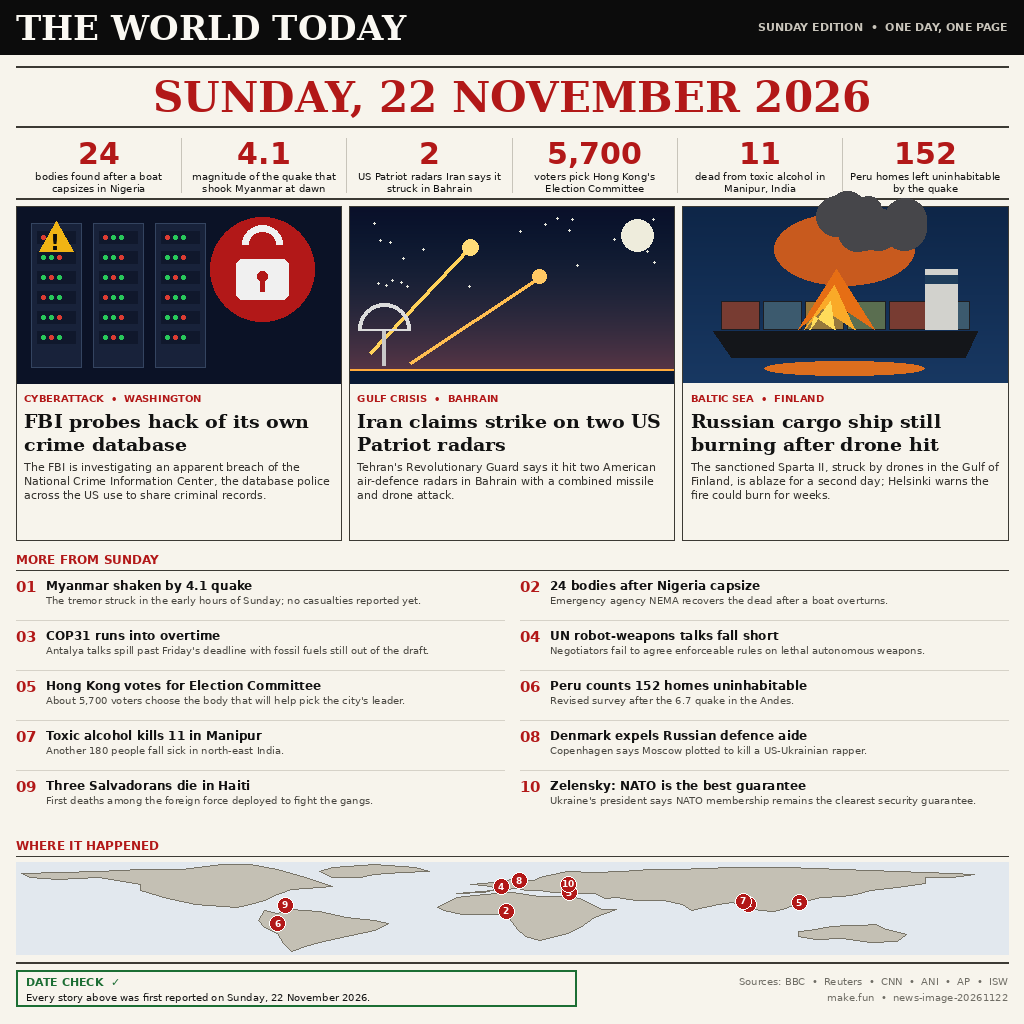 THE WORLD TODAY
SUNDAY EDITION • ONE DAY, ONE PAGE
SUNDAY, 22 NOVEMBER 2026
24
bodies found after a boat
capsizes in Nigeria
4.1
magnitude of the quake that
shook Myanmar at dawn
2
US Patriot radars Iran says it
struck in Bahrain
5,700
voters pick Hong Kong's
Election Committee
11
dead from toxic alcohol in
Manipur, India
152
Peru homes left uninhabitable
by the quake
!
CYBERATTACK • WASHINGTON
FBI probes hack of its own
crime database
The FBI is investigating an apparent breach of the
National Crime Information Center, the database police
across the US use to share criminal records.
GULF CRISIS • BAHRAIN
Iran claims strike on two US
Patriot radars
Tehran's Revolutionary Guard says it hit two American
air-defence radars in Bahrain with a combined missile
and drone attack.
BALTIC SEA • FINLAND
Russian cargo ship still
burning after drone hit
The sanctioned Sparta II, struck by drones in the Gulf of
Finland, is ablaze for a second day; Helsinki warns the
fire could burn for weeks.
MORE FROM SUNDAY
01 Myanmar shaken by 4.1 quake
The tremor struck in the early hours of Sunday; no casualties reported yet.
02 24 bodies after Nigeria capsize
Emergency agency NEMA recovers the dead after a boat overturns.
03 COP31 runs into overtime
Antalya talks spill past Friday's deadline with fossil fuels still out of the draft.
04 UN robot-weapons talks fall short
Negotiators fail to agree enforceable rules on lethal autonomous weapons.
05 Hong Kong votes for Election Committee
About 5,700 voters choose the body that will help pick the city's leader.
06 Peru counts 152 homes uninhabitable
Revised survey after the 6.7 quake in the Andes.
07 Toxic alcohol kills 11 in Manipur
Another 180 people fall sick in north-east India.
08 Denmark expels Russian defence aide
Copenhagen says Moscow plotted to kill a US-Ukrainian rapper.
09 Three Salvadorans die in Haiti
First deaths among the foreign force deployed to fight the gangs.
10 Zelensky: NATO is the best guarantee
Ukraine's president says NATO membership remains the clearest security guarantee.
WHERE IT HAPPENED
4
8
10
9
6
2
7
5
DATE CHECK ✓
Every story above was first reported on Sunday, 22 November 2026.
Sources: BBC • Reuters • CNN • ANI • AP • ISW
make.fun • news-image-20261122